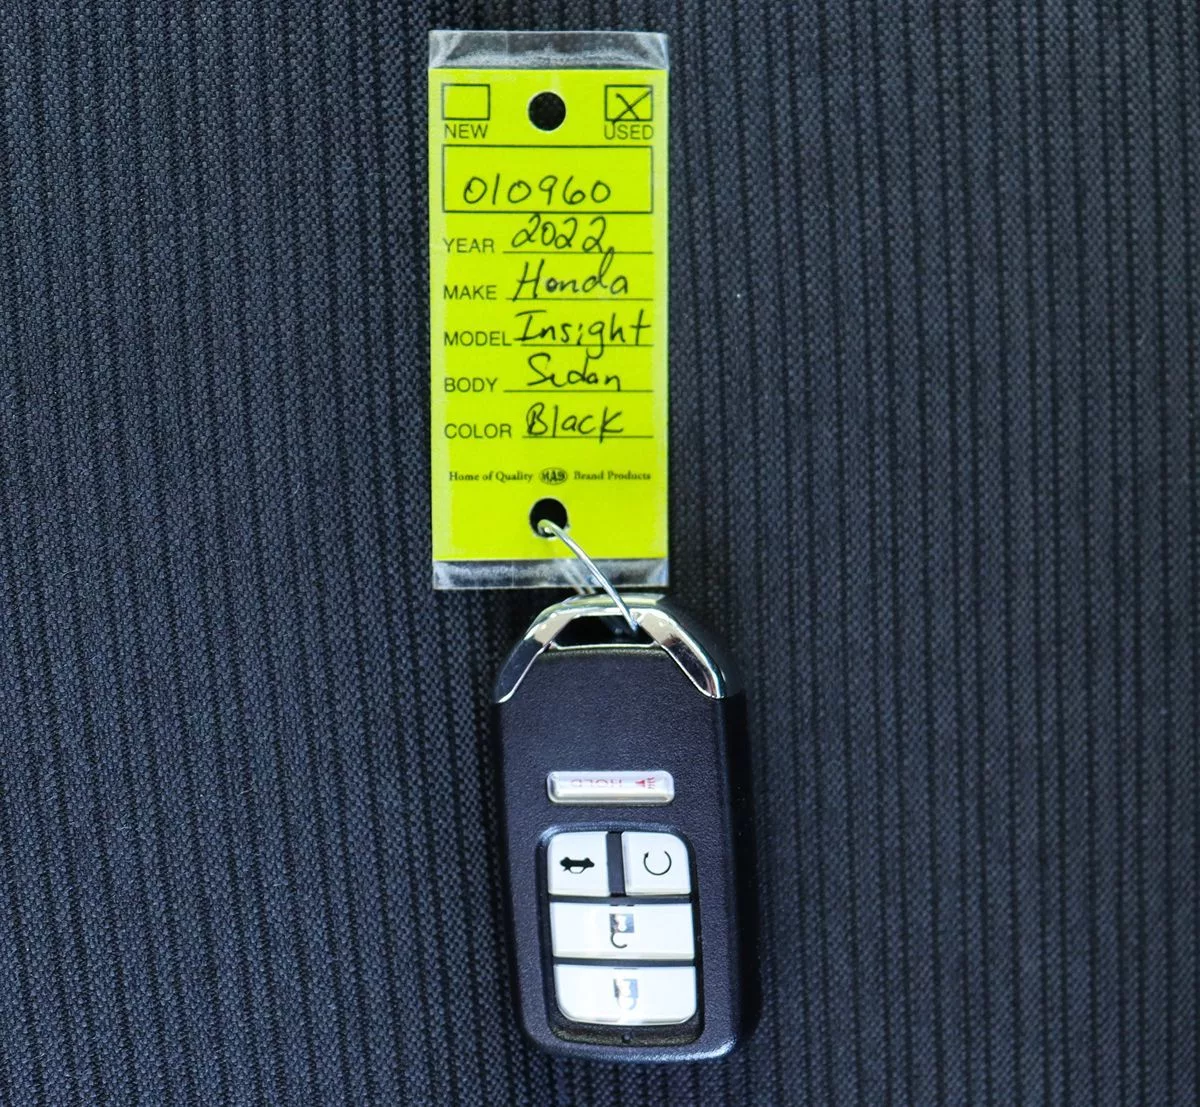 NEW USED
010960
YEAR 2022
MAKE Honda
MODEL Insight
BODY Sedan
COLOR Black
Home of Quality MAS Brand Products
HOLD